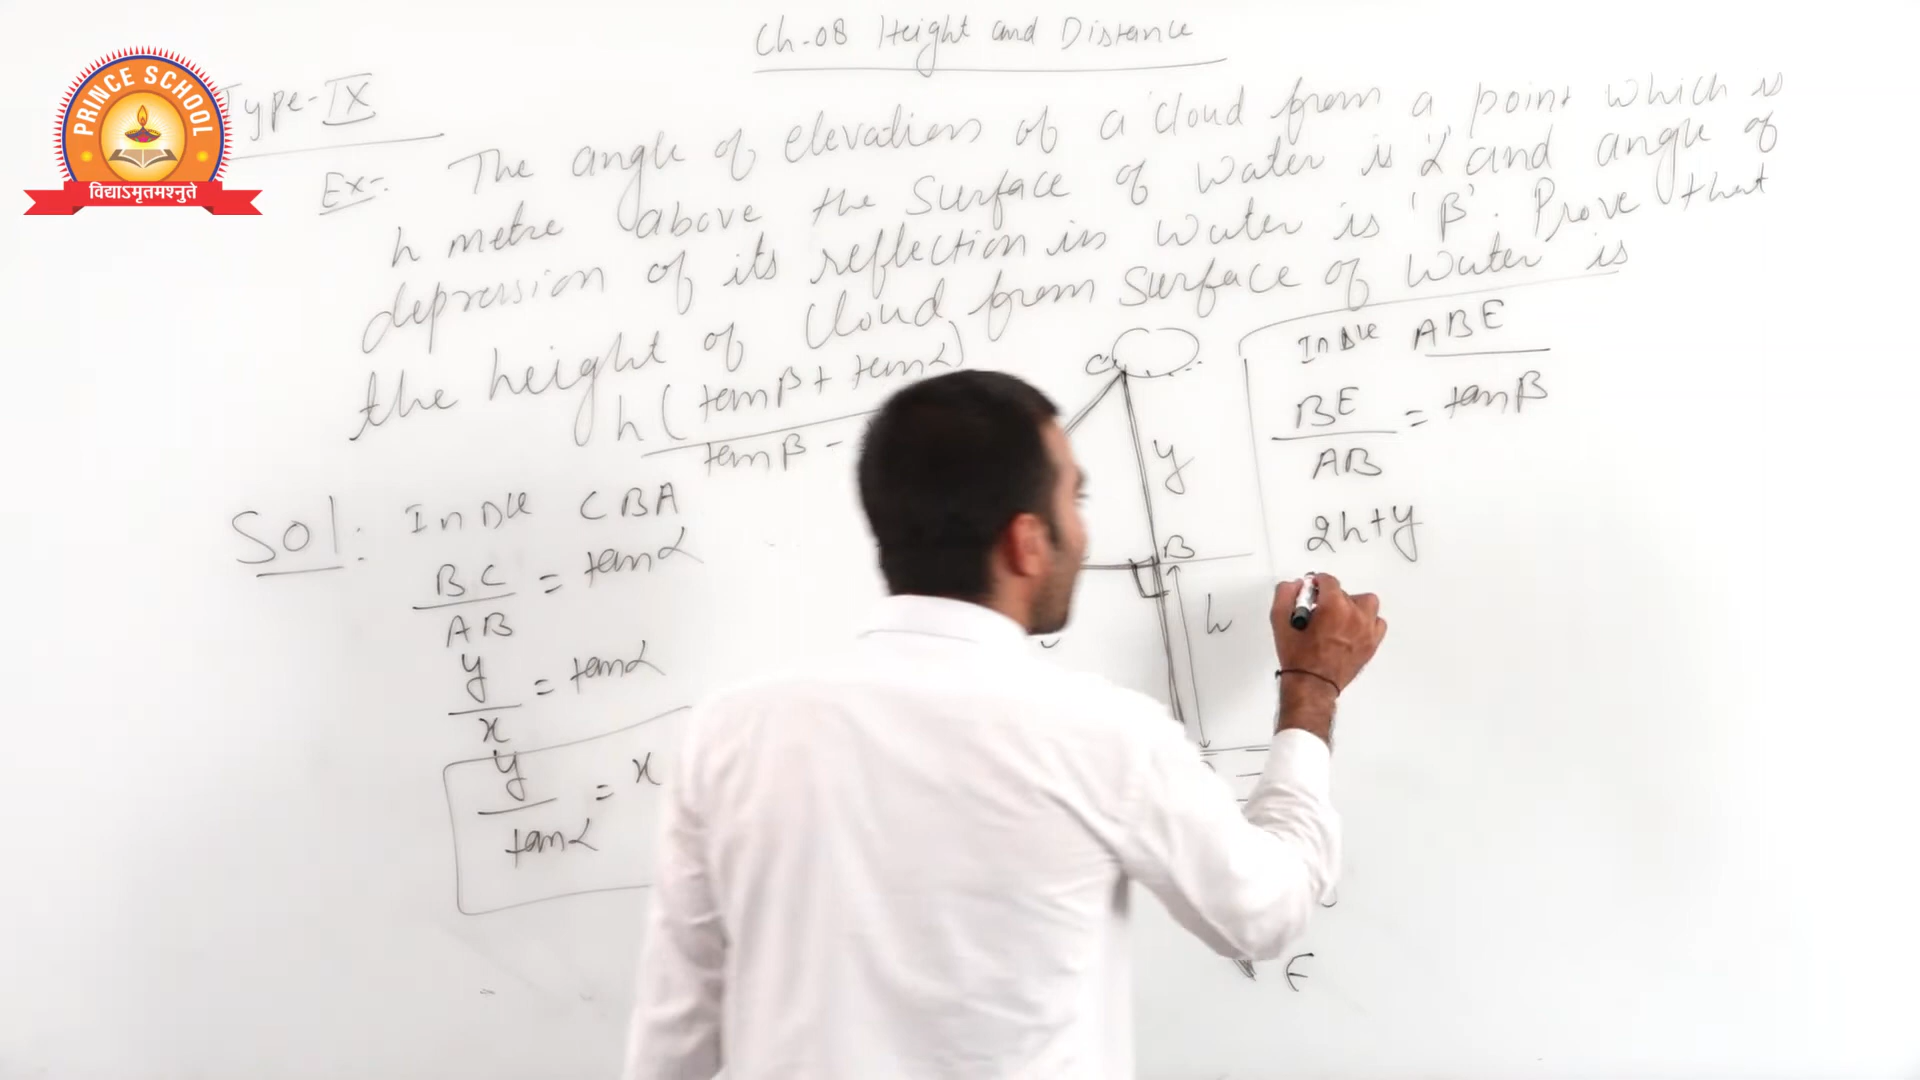 Ch-08 Height and Distance
PRINCE SCHOOL
विद्याऽमृतमश्नुते
Type-IX
Ex-: The angle of elevation of a cloud from a point which is
h metre above the surface of water is 'α' and angle of
depression of its reflection in water is 'β'. Prove that
the height of cloud from surface of water is
h(tanβ + tanα)
tanβ -
Sol: In Δle CBA
BC/AB = tanα
y/x = tanα
y/tanα = x
C
y
B
h
E
In Δle ABE
BE/AB = tanβ
2h+y